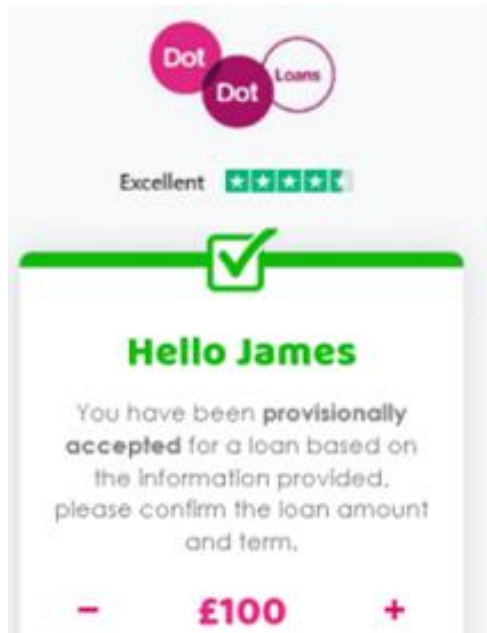 Dot
Dot
Loans
Excellent
Hello James
You have been provisionally
accepted for a loan based on
the information provided,
please confirm the loan amount
and term.
- £100 +